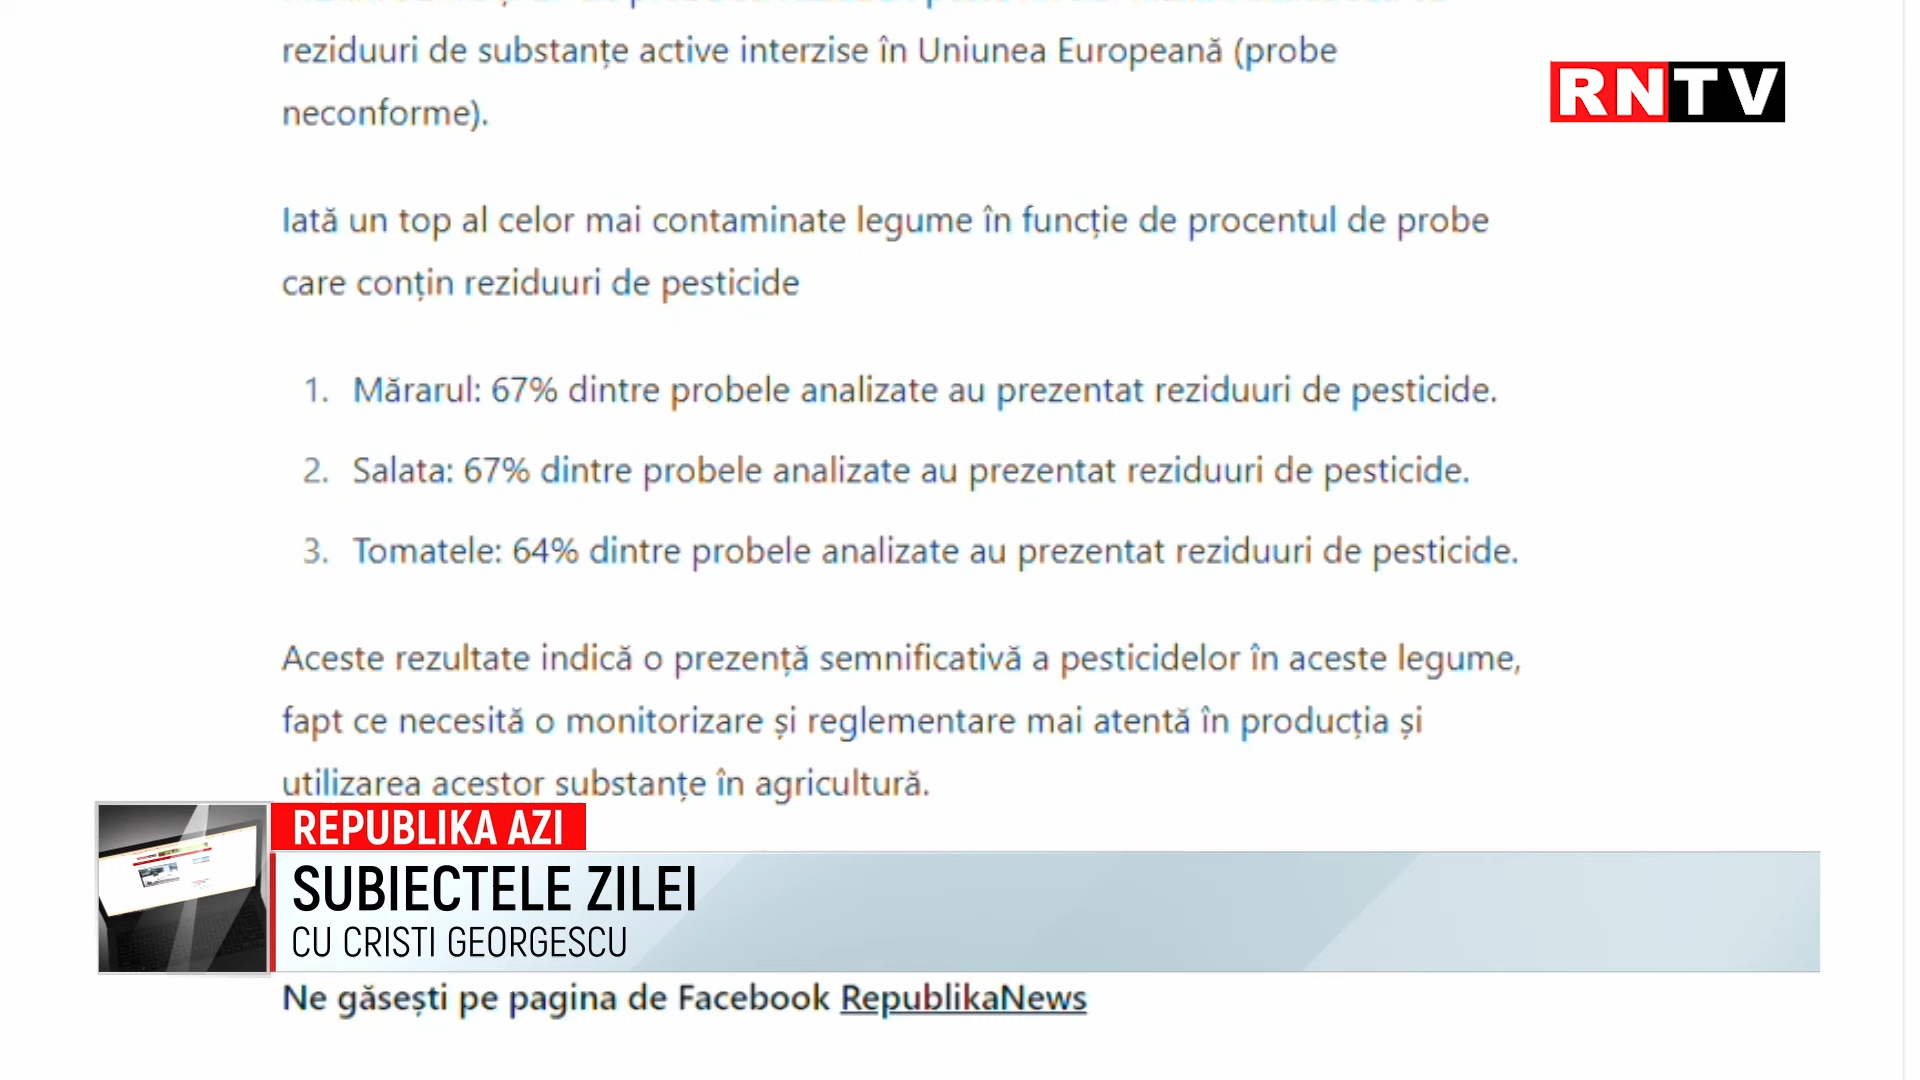 reziduuri de substanțe active interzise în Uniunea Europeană (probe
neconforme).
RNTV
Iată un top al celor mai contaminate legume în funcție de procentul de probe
care conțin reziduuri de pesticide
1. Mărarul: 67% dintre probele analizate au prezentat reziduuri de pesticide.
2. Salata: 67% dintre probele analizate au prezentat reziduuri de pesticide.
3. Tomatele: 64% dintre probele analizate au prezentat reziduuri de pesticide.
Aceste rezultate indică o prezență semnificativă a pesticidelor în aceste legume,
fapt ce necesită o monitorizare și reglementare mai atentă în producția și
utilizarea acestor substanțe în agricultură.
REPUBLIKA AZI
SUBIECTELE ZILEI
CU CRISTI GEORGESCU
Ne găsești pe pagina de Facebook RepublikaNews